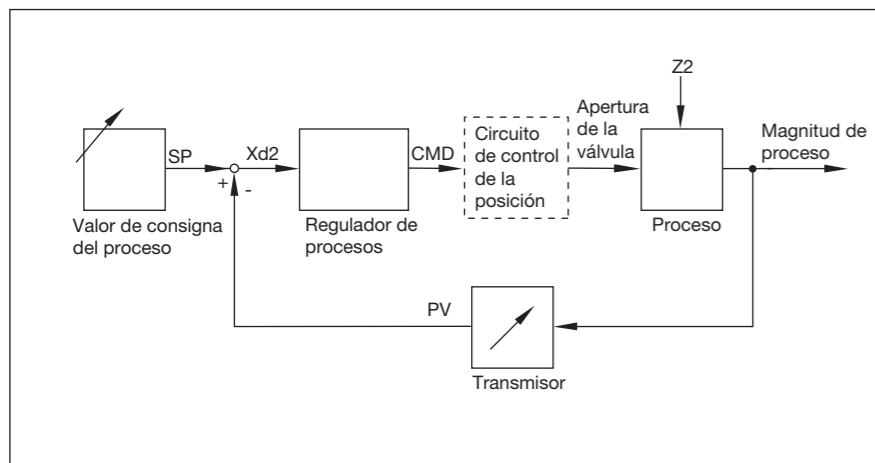 Z2
Apertura
de la
válvula
Magnitud de
proceso
Circuito
de control
de la
posición
SP
Xd2
CMD
+
-
Valor de consigna
del proceso
Regulador de
procesos
Proceso
PV
Transmisor